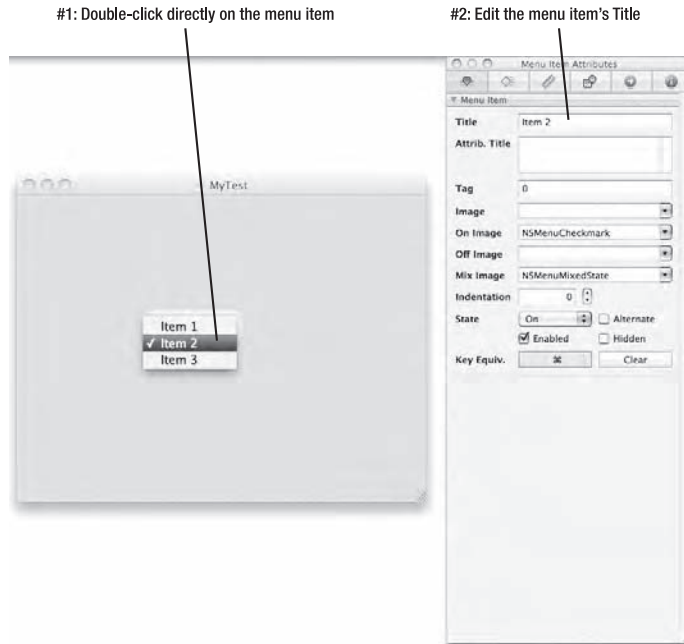 #1: Double-click directly on the menu item
#2: Edit the menu item's Title
Menu Item Attributes
Menu Item
Title
Item 2
Attrib. Title
Tag
0
Image
On Image
NSMenuCheckmark
Off Image
Mix Image
NSMenuMixedState
Indentation
0
State
On
Alternate
Enabled
Hidden
Key Equiv.
⌘
Clear
MyTest
Item 1
✓ Item 2
Item 3